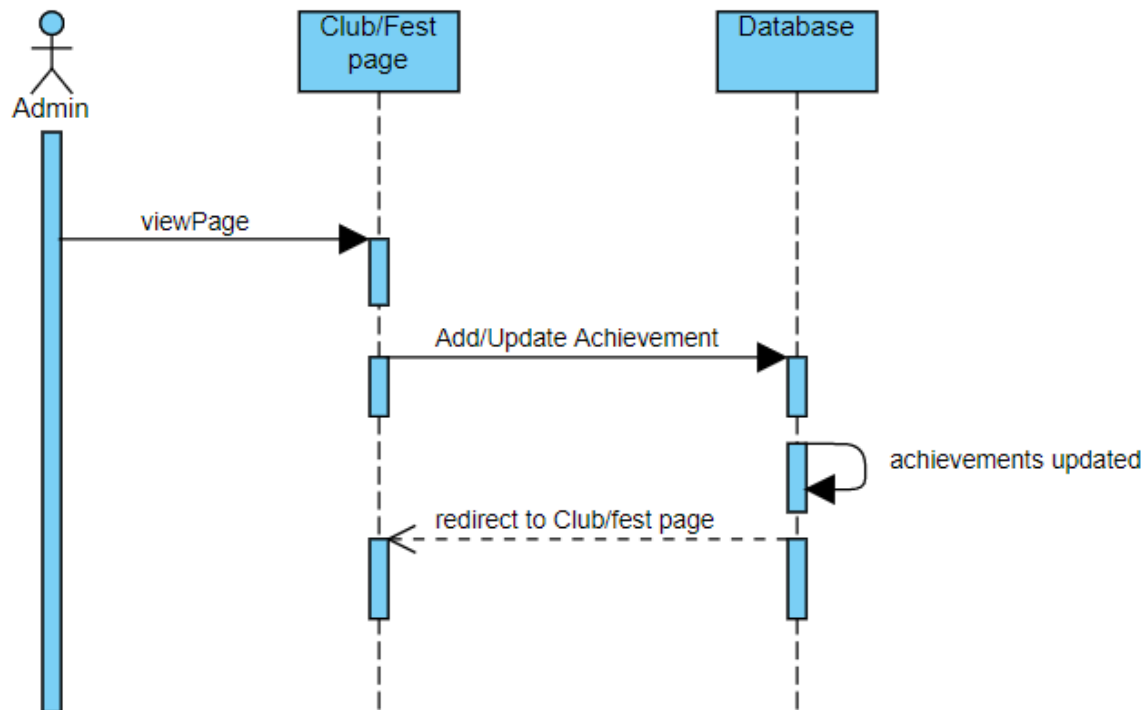 Club/Fest
page
Database
Admin
viewPage
Add/Update Achievement
achievements updated
redirect to Club/fest page